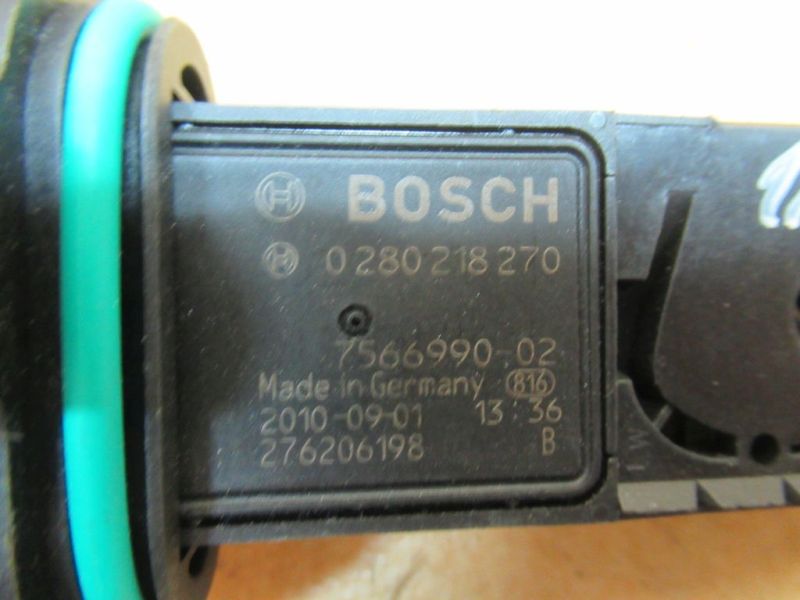 BOSCH
0 280 218 270
7566990-02
Made in Germany 816
2010-09-01 13:36
276206198 B